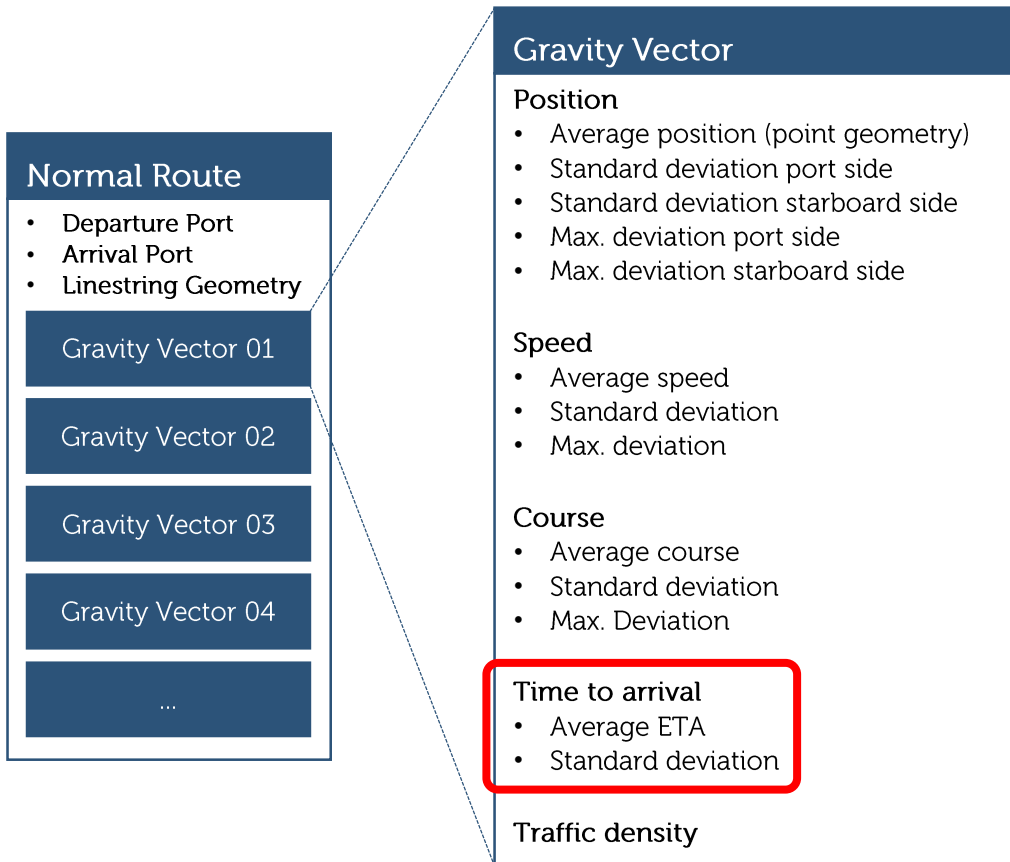 Normal Route
• Departure Port
• Arrival Port
• Linestring Geometry
Gravity Vector 01
Gravity Vector 02
Gravity Vector 03
Gravity Vector 04
...
Gravity Vector
Position
• Average position (point geometry)
• Standard deviation port side
• Standard deviation starboard side
• Max. deviation port side
• Max. deviation starboard side
Speed
• Average speed
• Standard deviation
• Max. deviation
Course
• Average course
• Standard deviation
• Max. Deviation
Time to arrival
• Average ETA
• Standard deviation
Traffic density